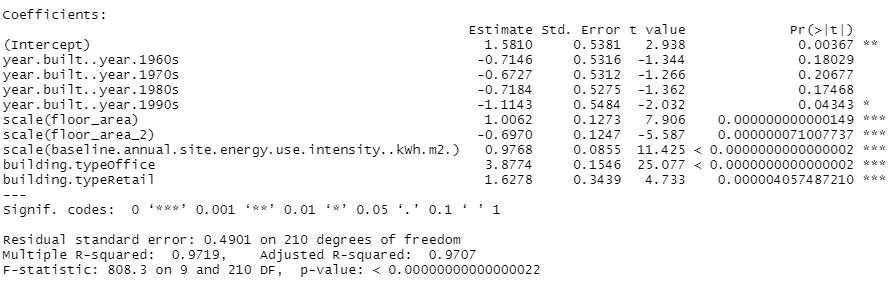 Coefficients:
Estimate Std. Error t value Pr(>|t|)
(Intercept) 1.5810 0.5381 2.938 0.00367 **
year.built..year.1960s -0.7146 0.5316 -1.344 0.18029
year.built..year.1970s -0.6727 0.5312 -1.266 0.20677
year.built..year.1980s -0.7184 0.5275 -1.362 0.17468
year.built..year.1990s -1.1143 0.5484 -2.032 0.04343 *
scale(floor_area) 1.0062 0.1273 7.906 0.000000000000149 ***
scale(floor_area_2) -0.6970 0.1247 -5.587 0.000000071007737 ***
scale(baseline.annual.site.energy.use.intensity..kwh.m2.) 0.9768 0.0855 11.425 < 0.0000000000000002 ***
building.typeOffice 3.8774 0.1546 25.077 < 0.0000000000000002 ***
building.typeRetail 1.6278 0.3439 4.733 0.000004057487210 ***
---
Signif. codes: 0 ‘***’ 0.001 ‘**’ 0.01 ‘*’ 0.05 ‘.’ 0.1 ‘ ’ 1
Residual standard error: 0.4901 on 210 degrees of freedom
Multiple R-squared: 0.9719, Adjusted R-squared: 0.9707
F-statistic: 808.3 on 9 and 210 DF, p-value: < 0.00000000000000022